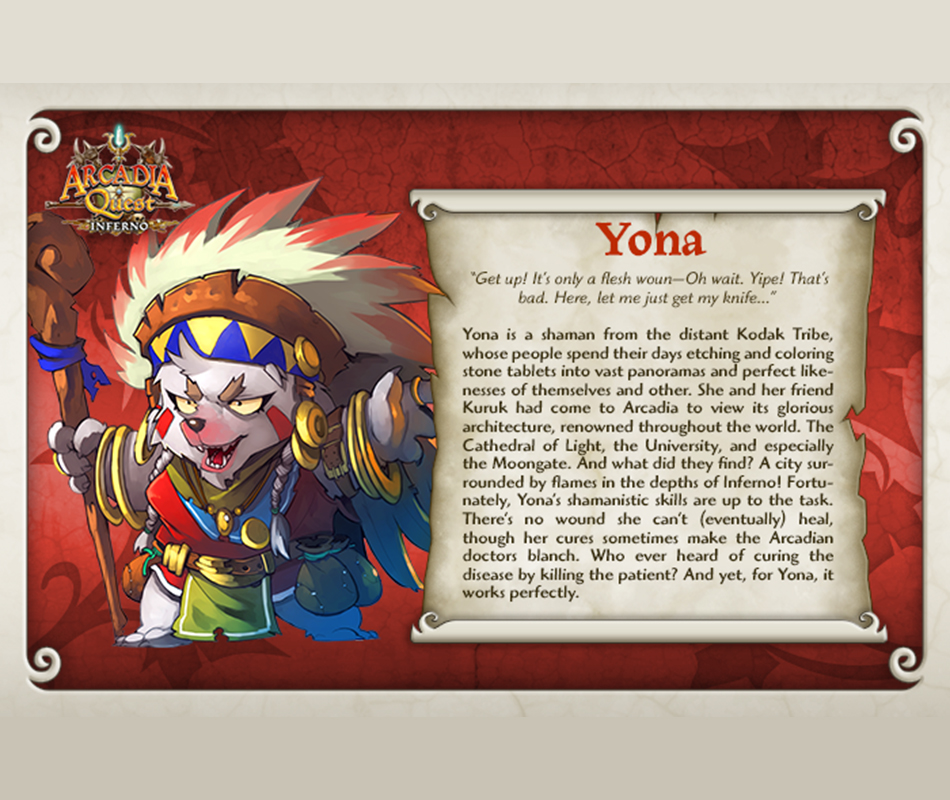 ARCADIA
Quest
INFERNO
Yona
“Get up! It’s only a flesh woun—Oh wait. Yipe! That’s
bad. Here, let me just get my knife...”
Yona is a shaman from the distant Kodak Tribe,
whose people spend their days etching and coloring
stone tablets into vast panoramas and perfect like-
nesses of themselves and other. She and her friend
Kuruk had come to Arcadia to view its glorious
architecture, renowned throughout the world. The
Cathedral of Light, the University, and especially
the Moongate. And what did they find? A city sur-
rounded by flames in the depths of Inferno! Fortu-
nately, Yona’s shamanistic skills are up to the task.
There’s no wound she can’t (eventually) heal,
though her cures sometimes make the Arcadian
doctors blanch. Who ever heard of curing the
disease by killing the patient? And yet, for Yona, it
works perfectly.